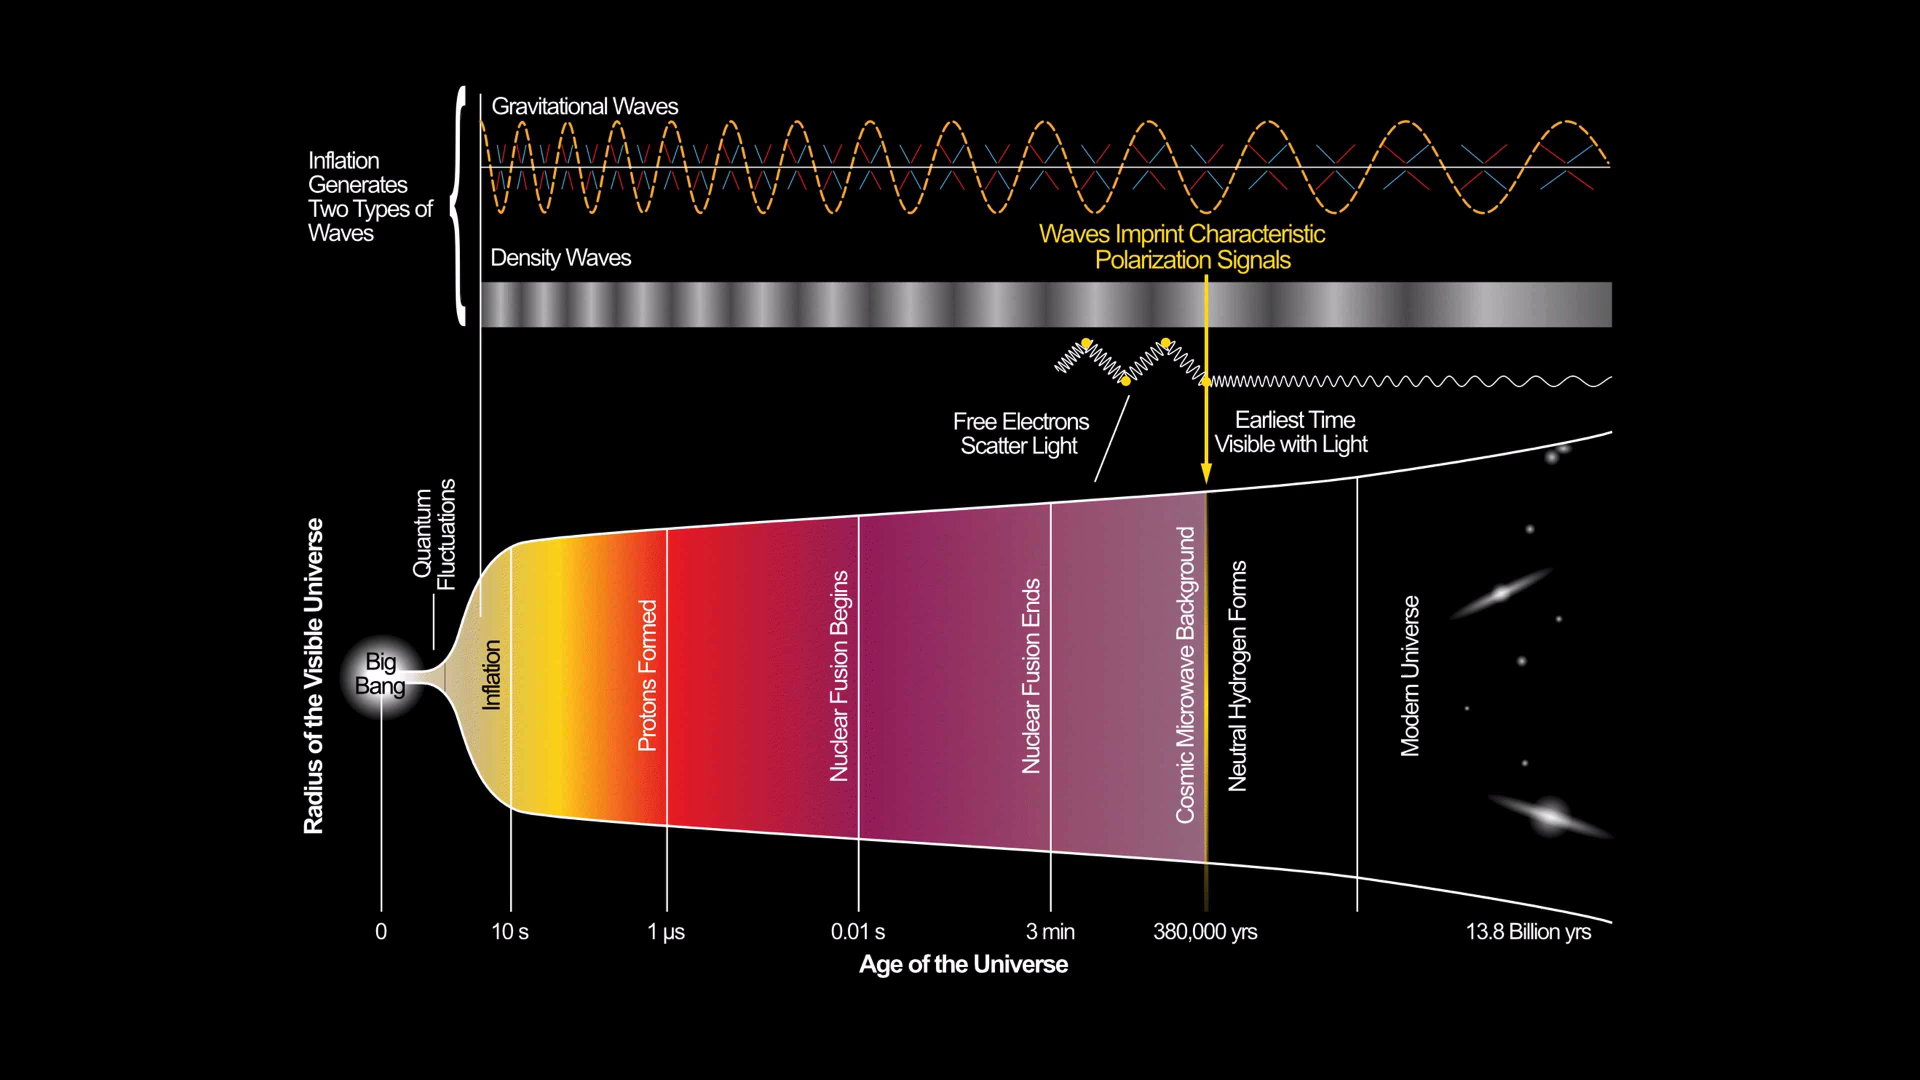 Gravitational Waves
Inflation
Generates
Two Types of
Waves
Waves Imprint Characteristic
Polarization Signals
Density Waves
Free Electrons
Scatter Light
Earliest Time
Visible with Light
Radius of the Visible Universe
Quantum
Fluctuations
Big
Bang
Inflation
Protons Formed
Nuclear Fusion Begins
Nuclear Fusion Ends
Cosmic Microwave Background
Neutral Hydrogen Forms
Modern Universe
0
10 s
1 µs
0.01 s
3 min
380,000 yrs
13.8 Billion yrs
Age of the Universe